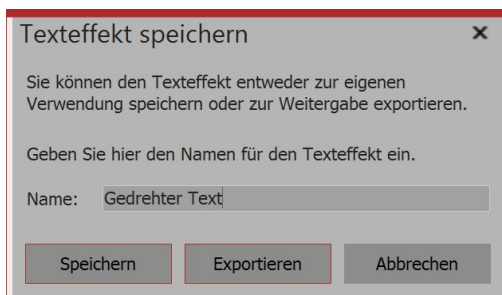 Texteffekt speichern
Sie können den Texteffekt entweder zur eigenen
Verwendung speichern oder zur Weitergabe exportieren.
Geben Sie hier den Namen für den Texteffekt ein.
Name: Gedrehter Text
Speichern Exportieren Abbrechen